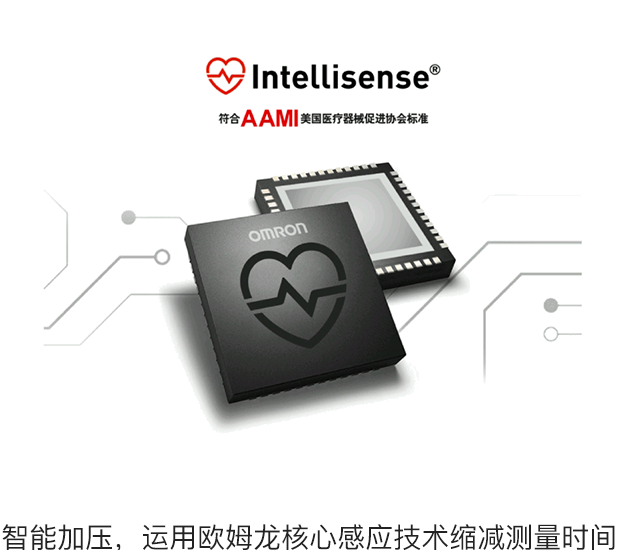 Intellisense®
符合AAMI美国医疗器械促进协会标准
OMRON
智能加压，运用欧姆龙核心感应技术缩减测量时间